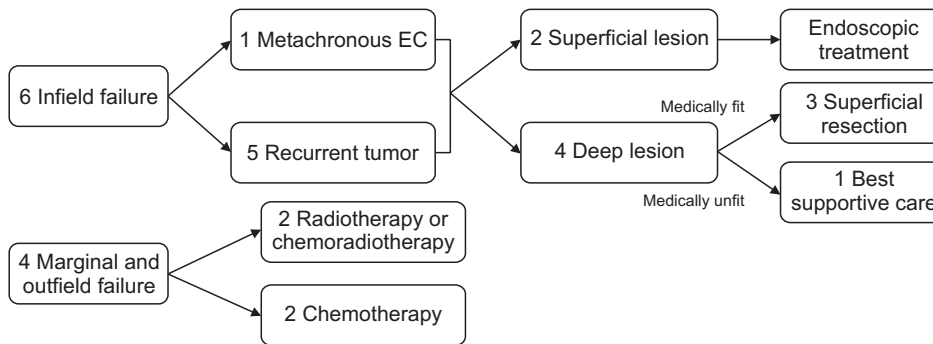 1 Metachronous EC
2 Superficial lesion
Endoscopic
treatment
6 Infield failure
5 Recurrent tumor
4 Deep lesion
Medically fit
3 Superficial
resection
Medically unfit
1 Best
supportive care
4 Marginal and
outfield failure
2 Radiotherapy or
chemoradiotherapy
2 Chemotherapy